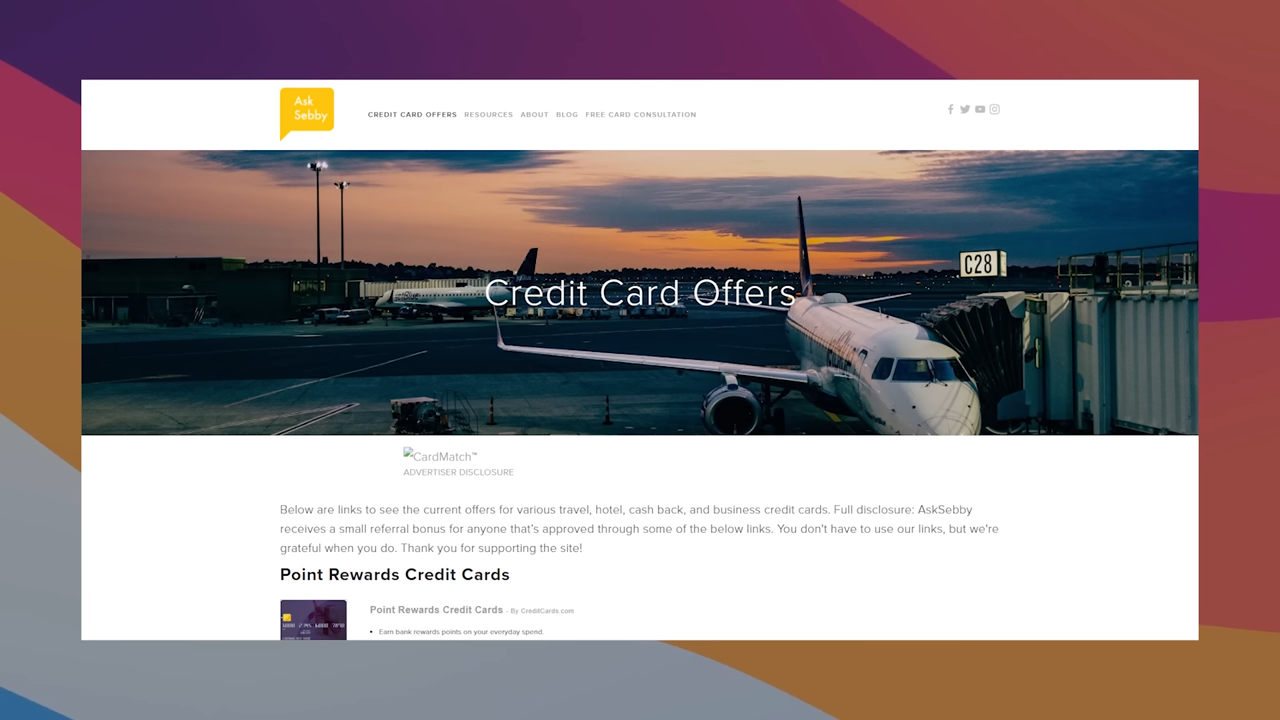 Ask
Sebby
CREDIT CARD OFFERS RESOURCES ABOUT BLOG FREE CARD CONSULTATION
C28
Credit Card Offers
CardMatch™
ADVERTISER DISCLOSURE
Below are links to see the current offers for various travel, hotel, cash back, and business credit cards. Full disclosure: AskSebby
receives a small referral bonus for anyone that's approved through some of the below links. You don't have to use our links, but we're
grateful when you do. Thank you for supporting the site!
Point Rewards Credit Cards
Point Rewards Credit Cards - By CreditCards.com
• Earn bank rewards points on your everyday spend.